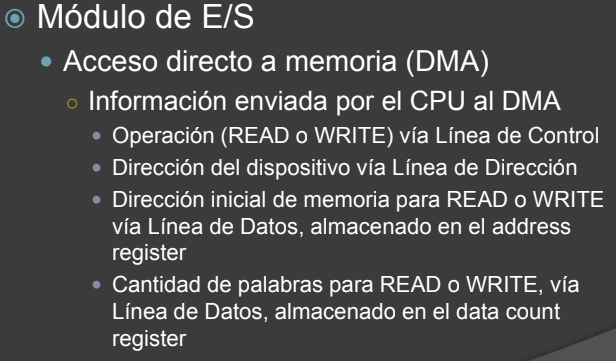 Módulo de E/S
Acceso directo a memoria (DMA)
Información enviada por el CPU al DMA
Operación (READ o WRITE) vía Línea de Control
Dirección del dispositivo vía Línea de Dirección
Dirección inicial de memoria para READ o WRITE
vía Línea de Datos, almacenado en el address
register
Cantidad de palabras para READ o WRITE, vía
Línea de Datos, almacenado en el data count
register